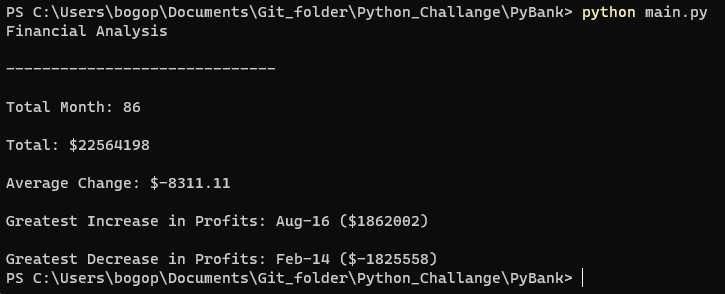 PS C:\Users\bogop\Documents\Git_folder\Python_Challange\PyBank> python main.py
Financial Analysis
------------------------------
Total Month: 86
Total: $22564198
Average Change: $-8311.11
Greatest Increase in Profits: Aug-16 ($1862002)
Greatest Decrease in Profits: Feb-14 ($-1825558)
PS C:\Users\bogop\Documents\Git_folder\Python_Challange\PyBank>